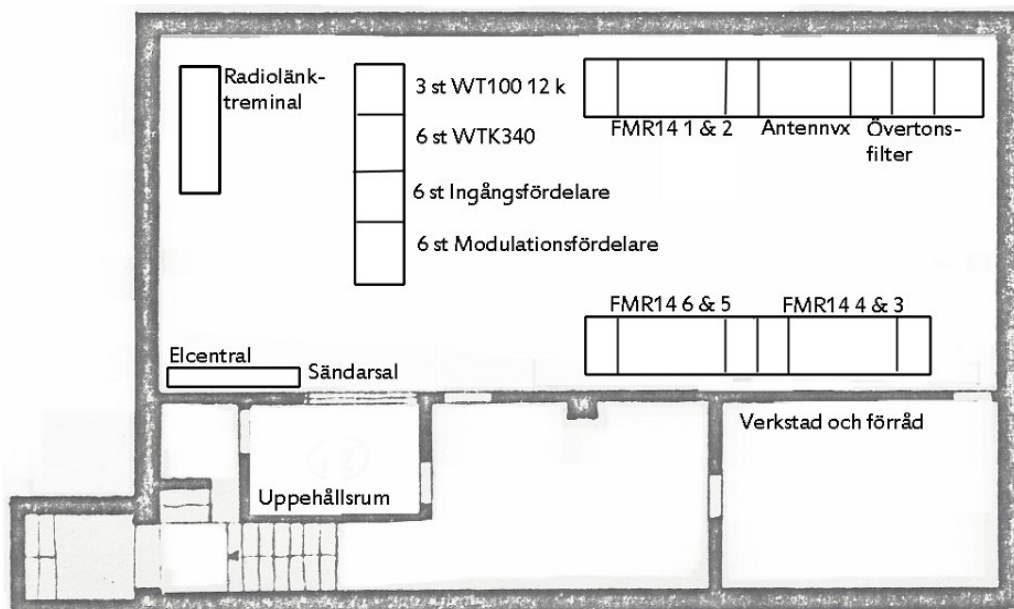 Radiolänk-
treminal
3 st WT100 12 k
6 st WTK340
6 st Ingångsfördelare
6 st Modulationsfördelare
FMR14 1 & 2
Antennvx
Övertons-
filter
FMR14 6 & 5
FMR14 4 & 3
Elcentral
Sändarsal
Uppehållsrum
Verkstad och förråd